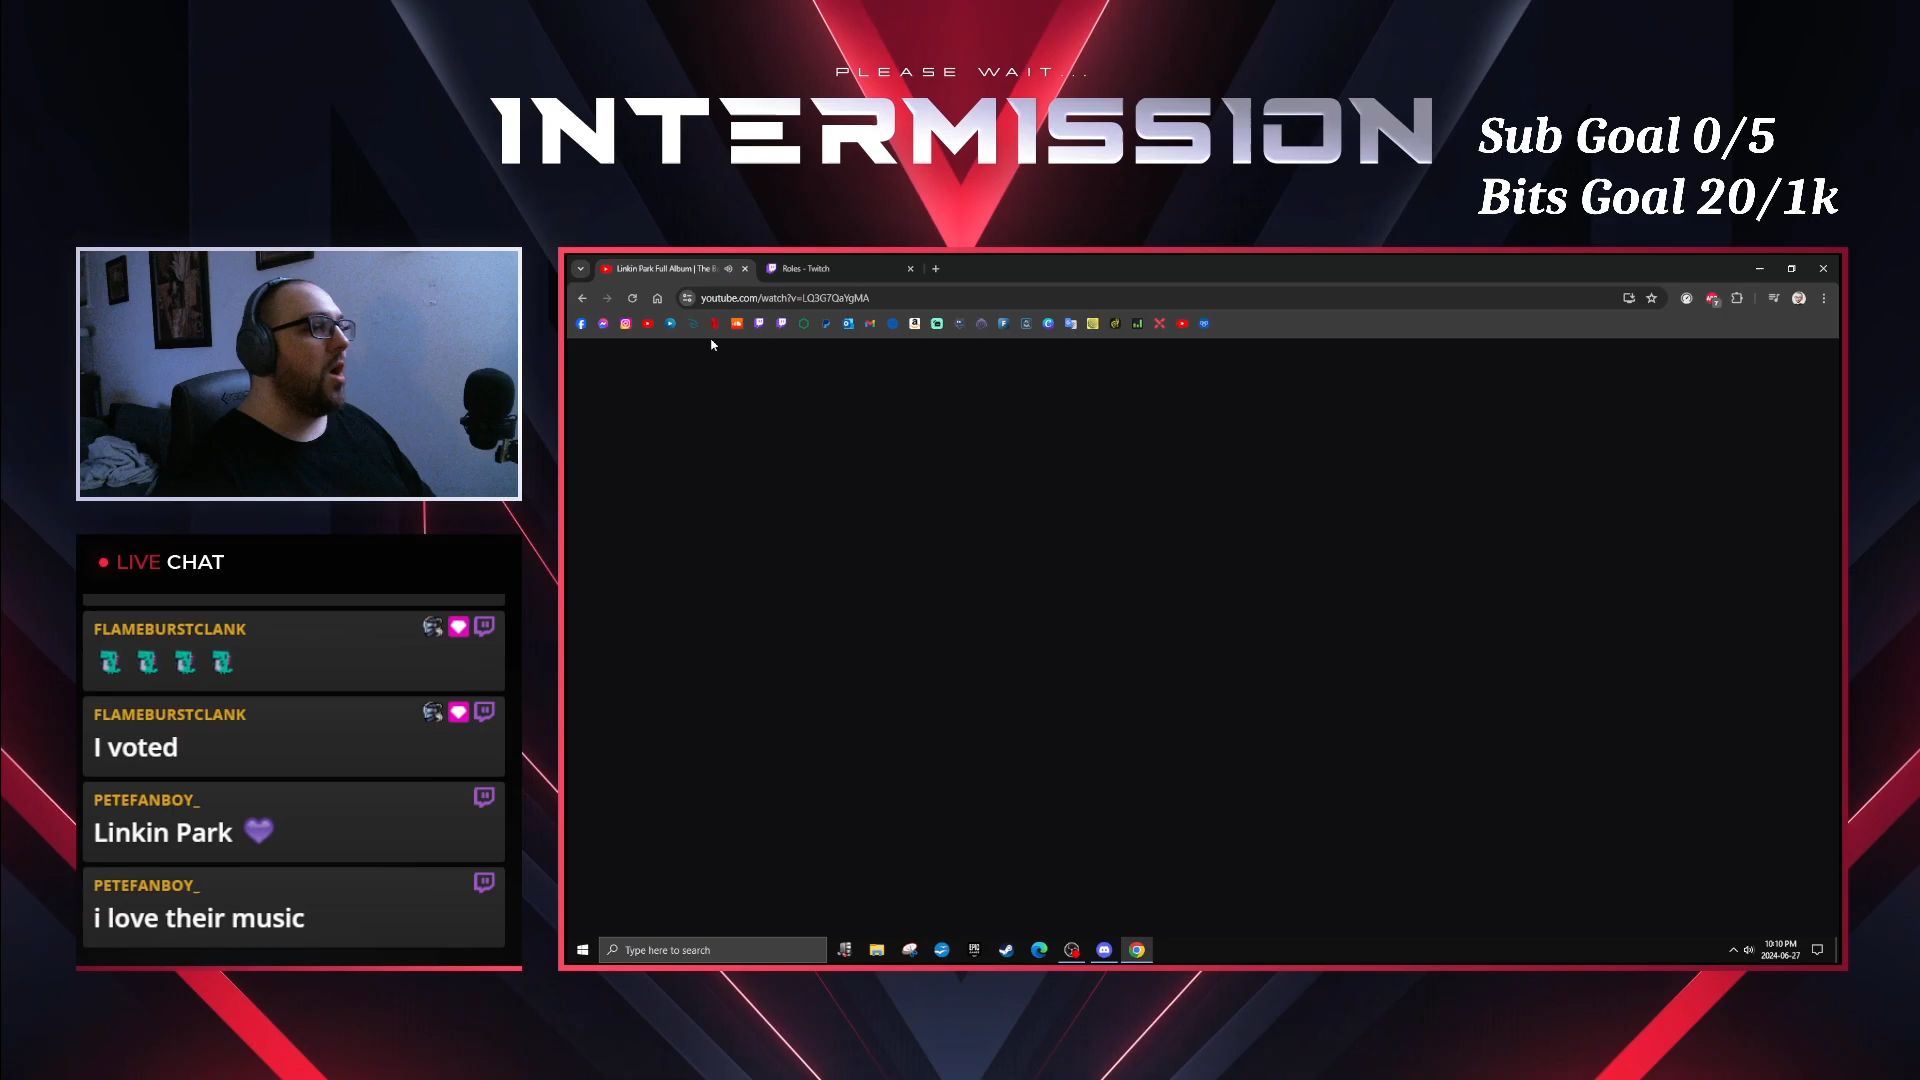 PLEASE WAIT...
INTERMISSION
Sub Goal 0/5
Bits Goal 20/1k
Linkin Park Full Album | The B
Roles - Twitch
youtube.com/watch?v=LQ3G7QaYgMA
LIVE CHAT
FLAMEBURSTCLANK
FLAMEBURSTCLANK
I voted
PETEFANBOY_
Linkin Park 💜
PETEFANBOY_
i love their music
Type here to search
EPIC
10:10 PM
2024-06-27